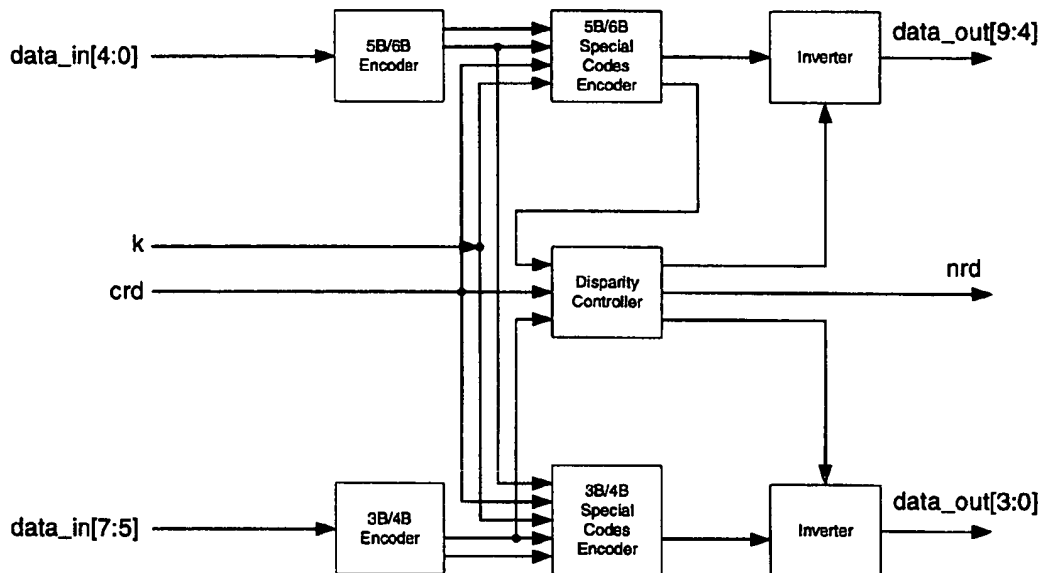 data_in[4:0]
5B/6B
Encoder
5B/6B
Special
Codes
Encoder
Inverter
data_out[9:4]
k
crd
Disparity
Controller
nrd
data_in[7:5]
3B/4B
Encoder
3B/4B
Special
Codes
Encoder
Inverter
data_out[3:0]